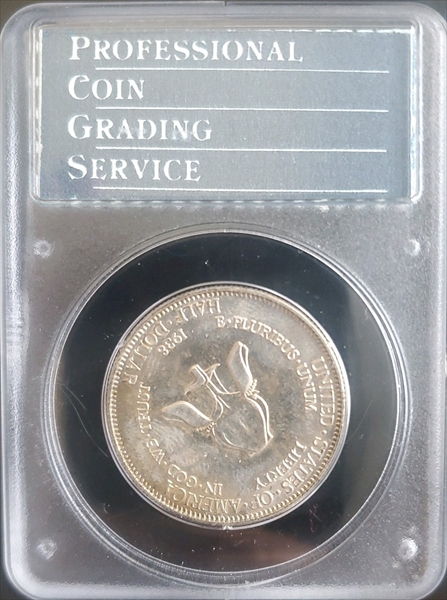 PROFESSIONAL
COIN
GRADING
SERVICE
UNITED·STATES·OF·AMERICA
HALF·DOLLAR
E·PLURIBUS·UNUM
LIBERTY
IN·GOD·WE·TRUST
1938